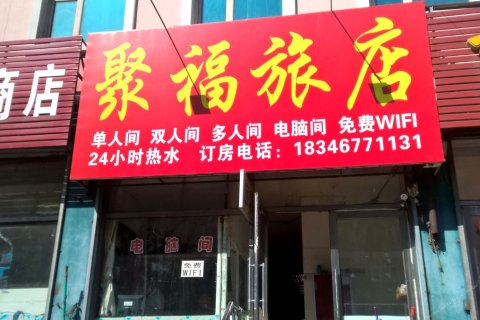 商店
聚福旅店
单人间 双人间 多人间 电脑间 免费WIFI
24小时热水 订房电话：18346771131
电脑间
免费
WIFI